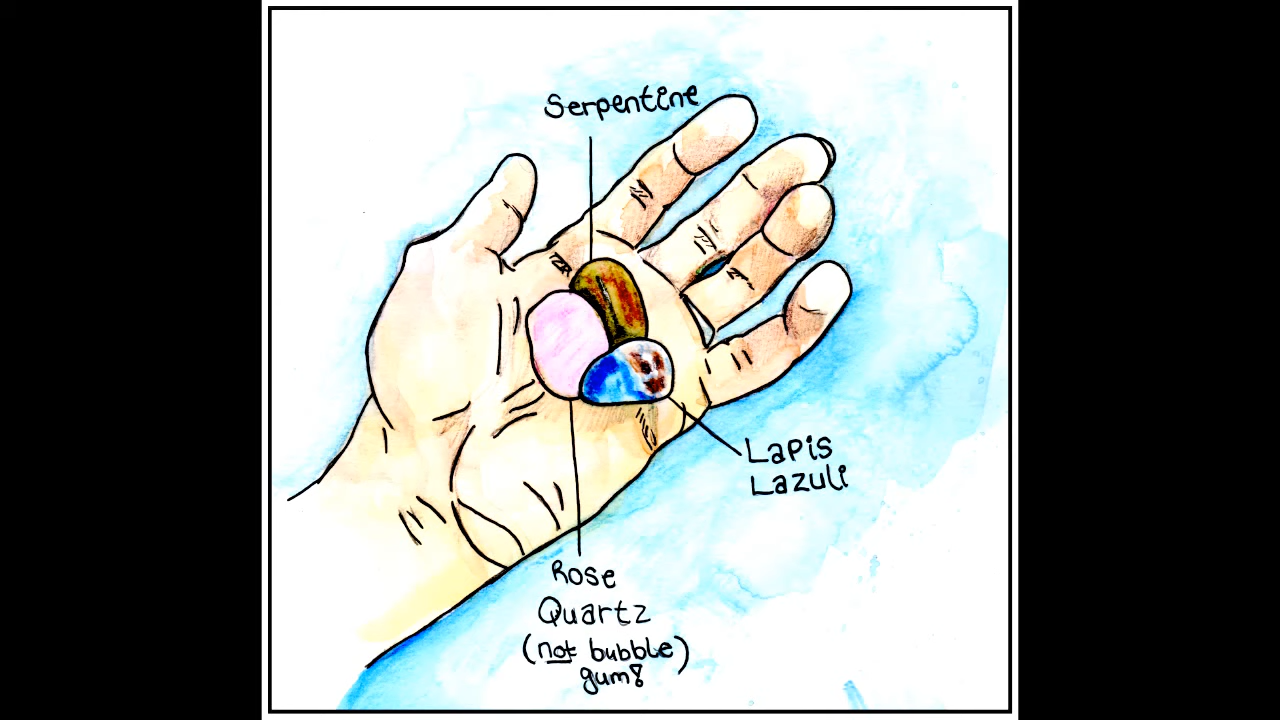 Serpentine
Lapis
Lazuli
Rose
Quartz
(not bubble)
gum!